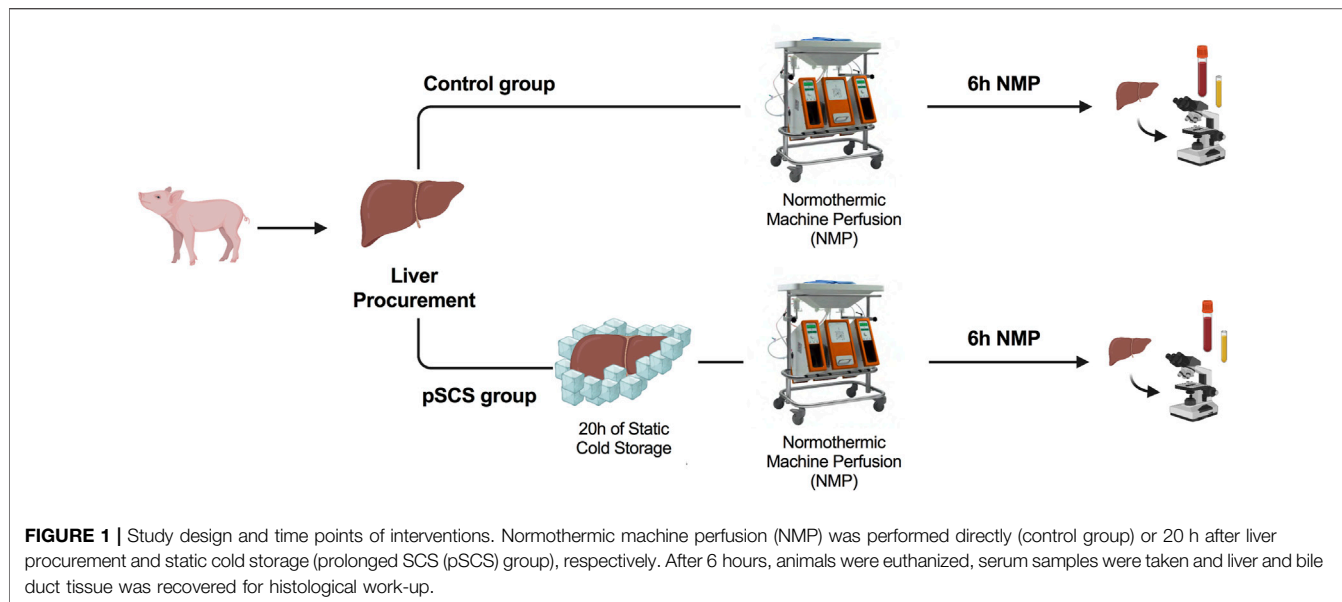 Control group
6h NMP
Normothermic
Machine Perfusion
(NMP)
Liver
Procurement
pSCS group
20h of Static
Cold Storage
Normothermic
Machine Perfusion
(NMP)
6h NMP
FIGURE 1 | Study design and time points of interventions. Normothermic machine perfusion (NMP) was performed directly (control group) or 20 h after liver
procurement and static cold storage (prolonged SCS (pSCS) group), respectively. After 6 hours, animals were euthanized, serum samples were taken and liver and bile
duct tissue was recovered for histological work-up.